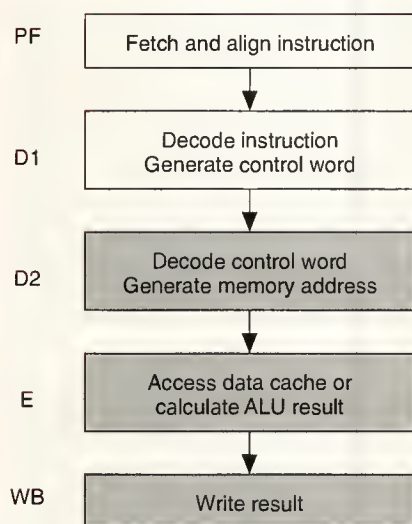 PF
Fetch and align instruction
D1
Decode instruction
Generate control word
D2
Decode control word
Generate memory address
E
Access data cache or
calculate ALU result
WB
Write result